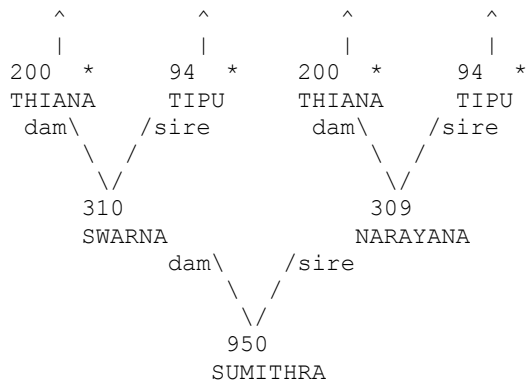 ^ ^ ^ ^
| | | |
200 * 94 * 200 * 94 *
THIANA TIPU THIANA TIPU
dam\ /sire dam\ /sire
\ / \ /
\/ \/
310 309
SWARNA NARAYANA
dam\ /sire
\ /
\/
950
SUMITHRA